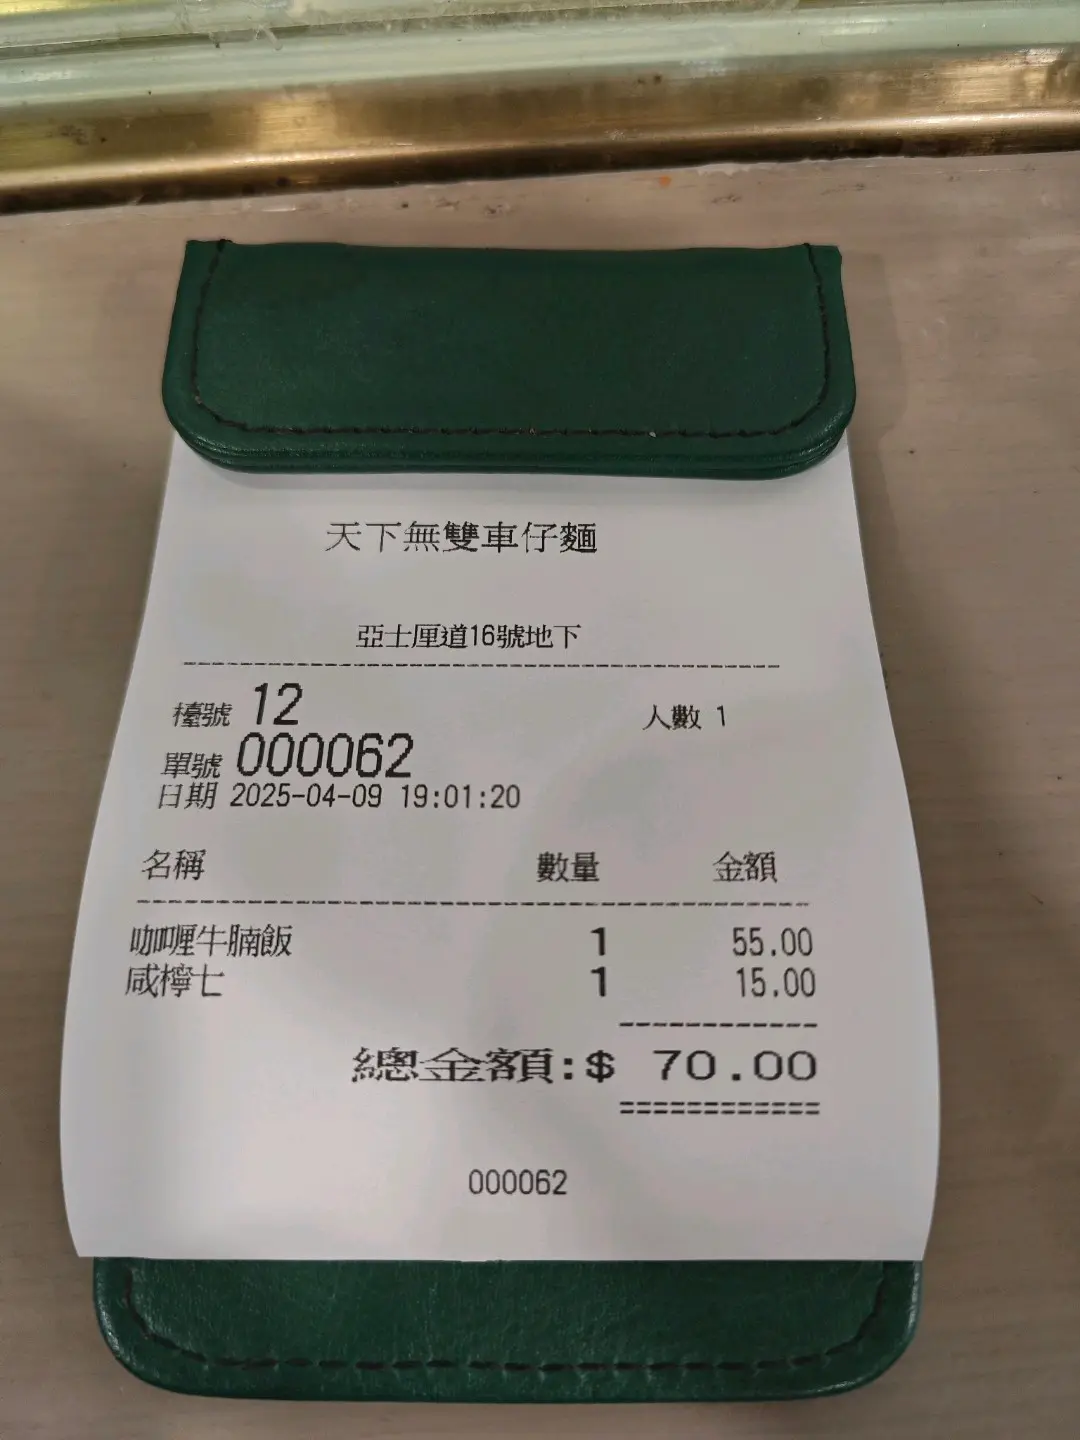 天下無雙車仔麵
亞士厘道16號地下
檯號 12 人數 1
單號 000062
日期 2025-04-09 19:01:20
名稱 數量 金額
咖喱牛腩飯 1 55.00
咸檸七 1 15.00
總金額:$ 70.00
000062